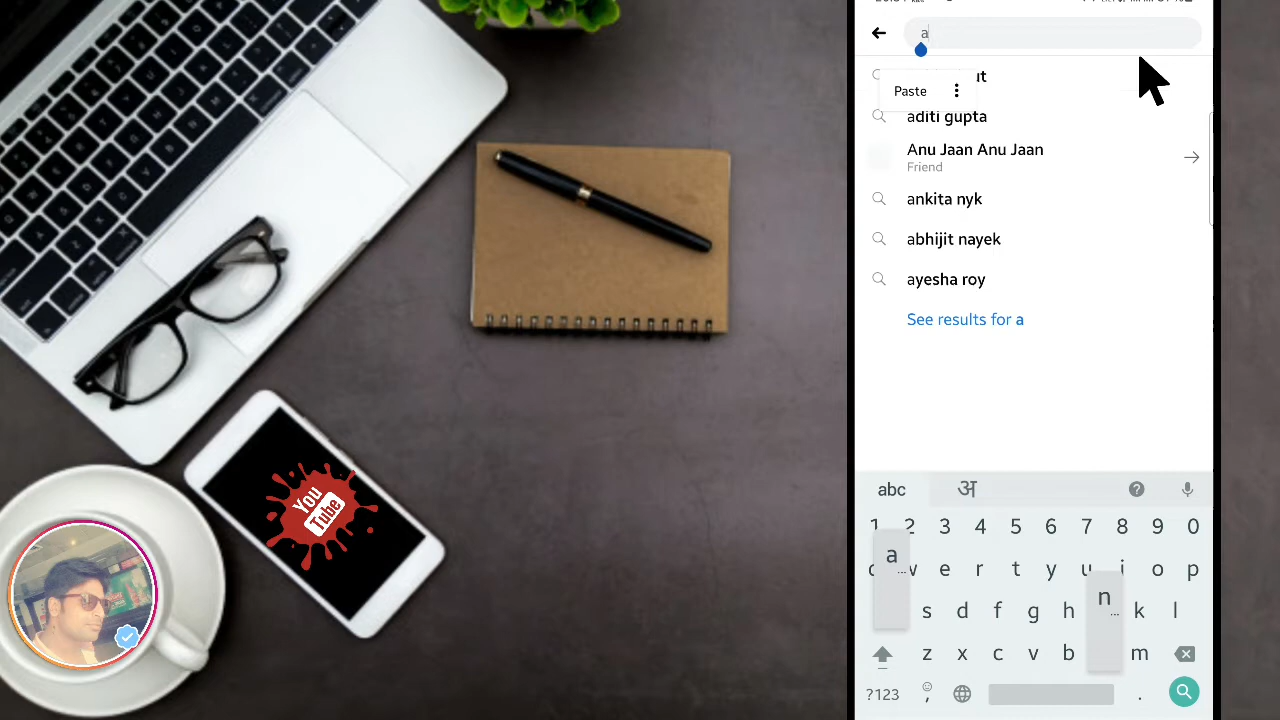 a
Paste
aditi gupta
Anu Jaan Anu Jaan
Friend
ankita nyk
abhijit nayek
ayesha roy
See results for a
abc अ
1 2 3 4 5 6 7 8 9 0
w e r t y u i o p
a s d f g h k l
z x c v b n m
?123 , .
You
Tube